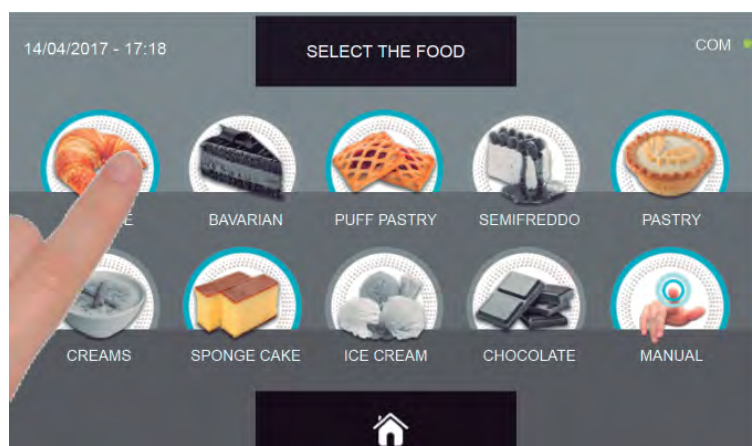 14/04/2017 - 17:18
SELECT THE FOOD
COM
BAVARIAN
PUFF PASTRY
SEMIFREDDO
PASTRY
CREAMS
SPONGE CAKE
ICE CREAM
CHOCOLATE
MANUAL